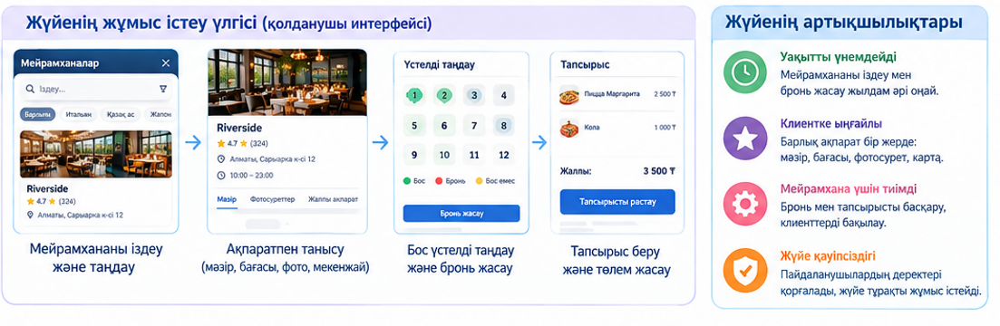 Жүйенің жұмыс істеу үлгісі (қолданушы интерфейсі)
Мейрамханалар
Іздеу...
Барлығы Итальян Қазақ ас Жапон
Riverside
4.7 (324)
Алматы, Сарыарка к-сі 12
Мейрамхананы іздеу
және таңдау
Riverside
4.7 (324)
Алматы, Сарыарка к-сі 12
10:00 – 23:00
Мәзір Фотосуреттер Жалпы ақпарат
Ақпаратпен танысу
(мәзір, бағасы, фото, мекенжай)
Үстелді таңдау
1 2 3 4
5 6 7 8
9 10 11 12
Бос Бронь Бос емес
Бронь жасау
Бос үстелді таңдау
және бронь жасау
Тапсырыс
Пицца Маргарита 2 500 ₸
Кола 1 000 ₸
Жалпы: 3 500 ₸
Тапсырысты растау
Тапсырыс беру
және төлем жасау
Жүйенің артықшылықтары
Уақытты үнемдейді
Мейрамхананы іздеу мен
бронь жасау жылдам әрі оңай.
Клиентке ыңғайлы
Барлық ақпарат бір жерде:
мәзір, бағасы, фотосурет, карта.
Мейрамхана үшін тиімді
Бронь мен тапсырысты басқару,
клиенттерді бақылау.
Жүйе қауіпсіздігі
Пайдаланушылардың деректері
қорғалады, жүйе тұрақты жұмыс істейді.